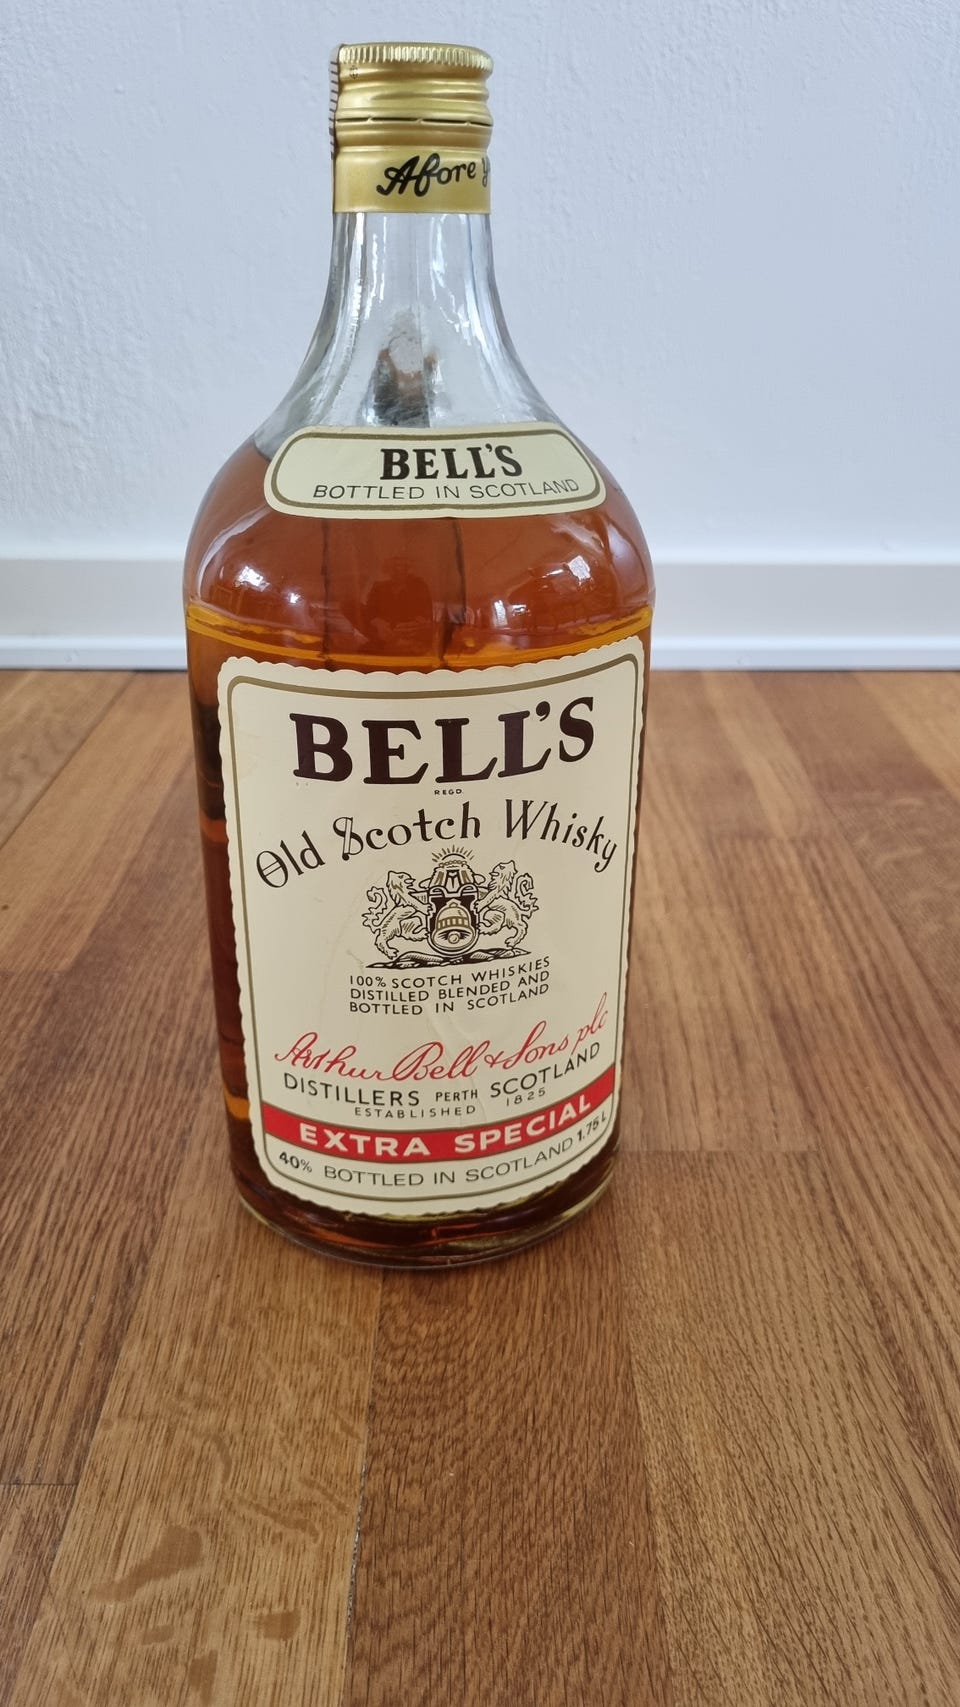 Afore
BELL'S
BOTTLED IN SCOTLAND
BELL'S
REGD.
Old Scotch Whisky
100% SCOTCH WHISKIES
DISTILLED BLENDED AND
BOTTLED IN SCOTLAND
Arthur Bell & Sons plc
DISTILLERS PERTH SCOTLAND
ESTABLISHED 1825
EXTRA SPECIAL
40% BOTTLED IN SCOTLAND 1.75 L